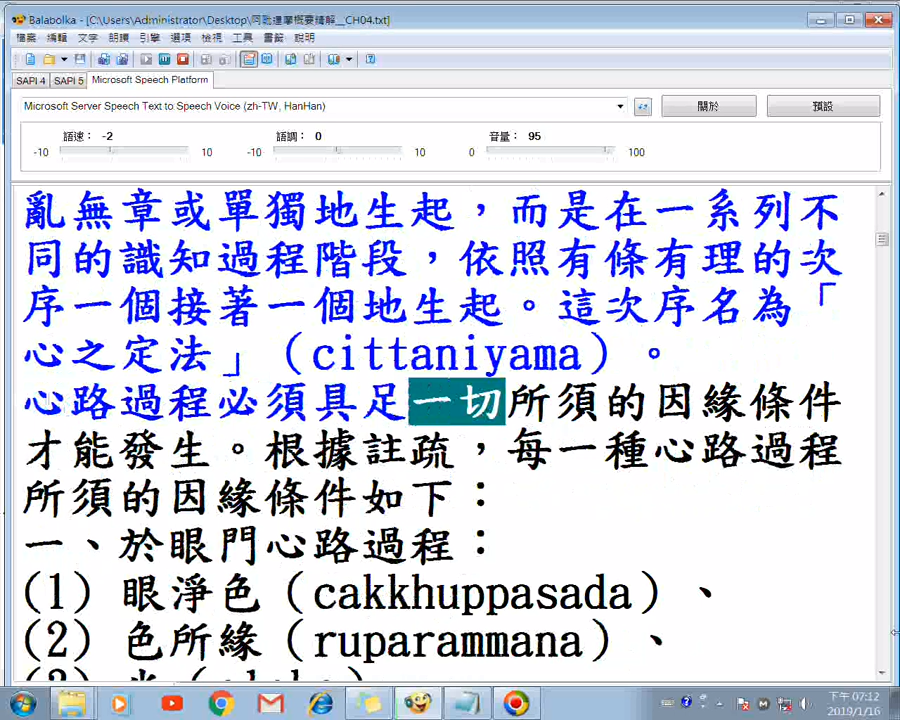 Balabolka - [C:\Users\Administrator\Desktop\阿毗達摩概要精解__CH04.txt]
檔案 編輯 文字 朗讀 引擎 選項 檢視 工具 書籤 說明
SAPI 4 SAPI 5 Microsoft Speech Platform
Microsoft Server Speech Text to Speech Voice (zh-TW, HanHan) 關於 預設
語速： -2 語調： 0 音量： 95
-10 10 -10 10 0 100
亂無章或單獨地生起，而是在一系列不
同的識知過程階段，依照有條有理的次
序一個接著一個地生起。這次序名為「
心之定法」（cittaniyama）。
心路過程必須具足一切所須的因緣條件
才能發生。根據註疏，每一種心路過程
所須的因緣條件如下：
一、於眼門心路過程：
(1) 眼淨色（cakkhuppasada）、
(2) 色所緣（ruparammana）、
下午 07:12
2019/1/16